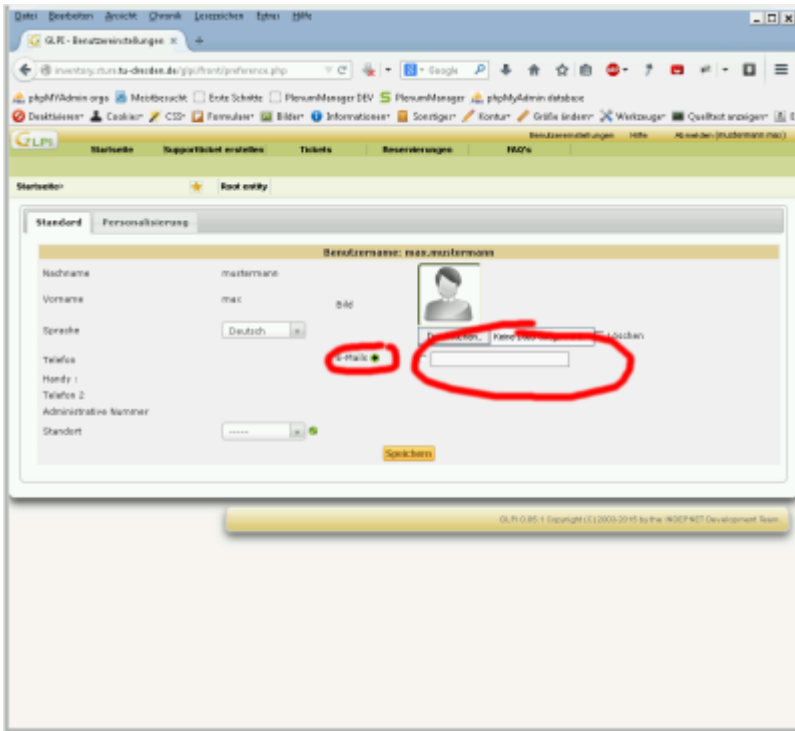 Datei Bearbeiten Ansicht Chronik Lesezeichen Extras Hilfe
GLPI - Benutzereinstellungen × +
inventory.stura.tu-dresden.de/glpi/front/preference.php Google
phpMYAdmin orga Meistbesucht Erste Schritte PlenumManager DEV PlenumManager phpMyAdmin database
Deaktivieren Cookies CSS Formulare Bilder Informationen Sonstiges Kontur Größe ändern Werkzeuge Quelltext anzeigen
Benutzereinstellungen Hilfe Abmelden (mustermann max)
GLPI
Startseite Supportticket erstellen Tickets Reservierungen FAQ's
Startseite> Root entity
Standard Personalisierung
Benutzername: max.mustermann
Nachname mustermann
Vorname max Bild
Sprache Deutsch Keine Löschen
Telefon E-Mails
Handy :
Telefon 2
Administrative Nummer
Standort -----
Speichern
GLPI 0.85.1 Copyright (C) 2003-2015 by the INDEPNET Development Team.